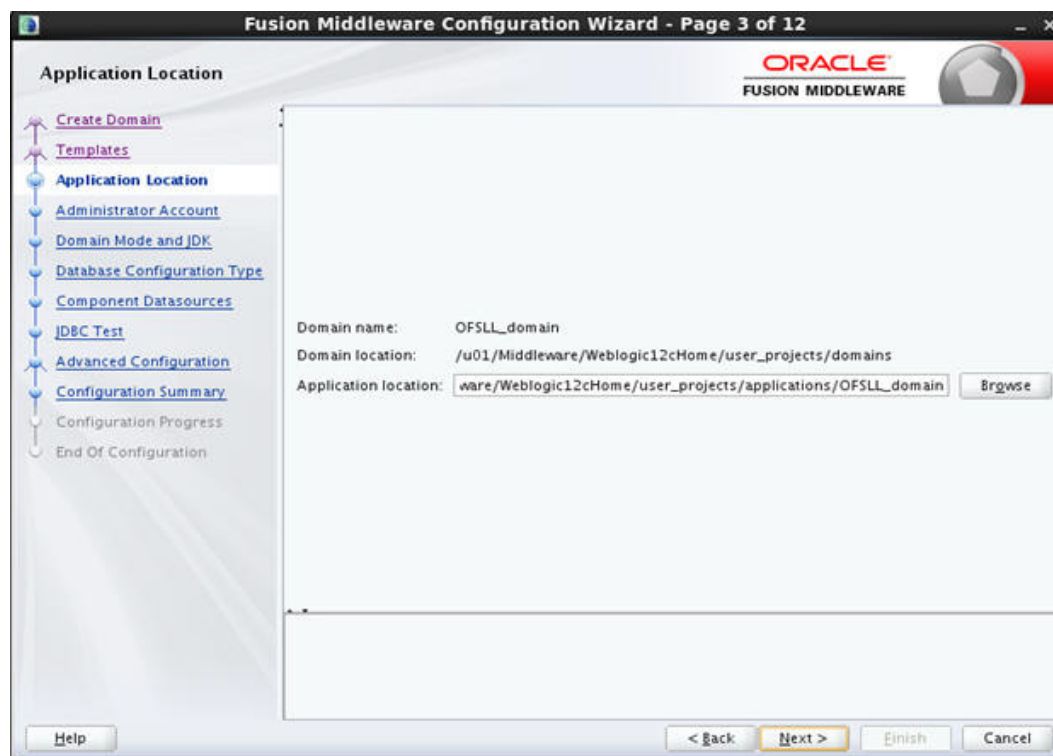 Fusion Middleware Configuration Wizard - Page 3 of 12
Application Location
ORACLE
FUSION MIDDLEWARE
Create Domain
Templates
Application Location
Administrator Account
Domain Mode and JDK
Database Configuration Type
Component Datasources
JDBC Test
Advanced Configuration
Configuration Summary
Configuration Progress
End Of Configuration
Domain name: OFSLL_domain
Domain location: /u01/Middleware/Weblogic12cHome/user_projects/domains
Application location: ware/Weblogic12cHome/user_projects/applications/OFSLL_domain Browse
Help < Back Next > Finish Cancel